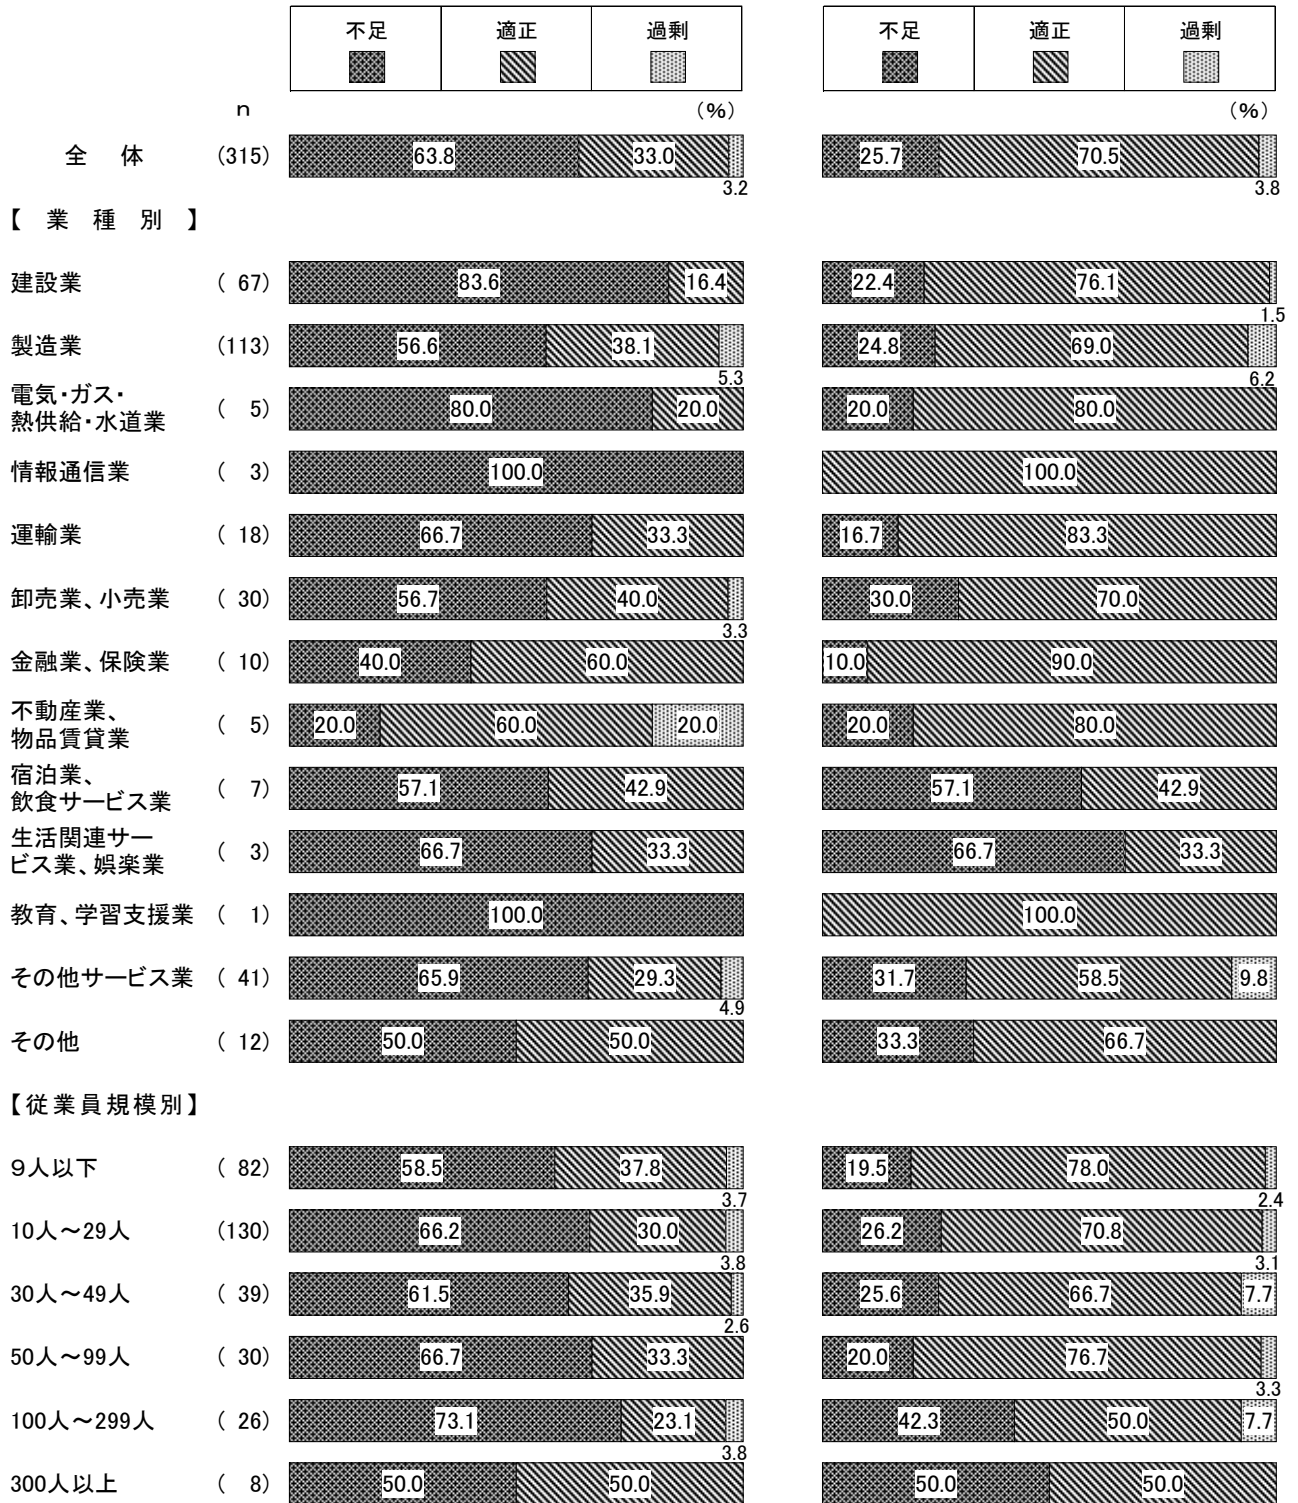 不足 適正 過剰 不足 適正 過剰
n (%) (%)
全 体 (315) 63.8 33.0 3.2 25.7 70.5 3.8
【 業 種 別 】
建設業 ( 67) 83.6 16.4 22.4 76.1 1.5
製造業 (113) 56.6 38.1 5.3 24.8 69.0 6.2
電気・ガス・
熱供給・水道業 ( 5) 80.0 20.0 20.0 80.0
情報通信業 ( 3) 100.0 100.0
運輸業 ( 18) 66.7 33.3 16.7 83.3
卸売業、小売業 ( 30) 56.7 40.0 3.3 30.0 70.0
金融業、保険業 ( 10) 40.0 60.0 10.0 90.0
不動産業、
物品賃貸業 ( 5) 20.0 60.0 20.0 20.0 80.0
宿泊業、
飲食サービス業 ( 7) 57.1 42.9 57.1 42.9
生活関連サー
ビス業、娯楽業 ( 3) 66.7 33.3 66.7 33.3
教育、学習支援業 ( 1) 100.0 100.0
その他サービス業 ( 41) 65.9 29.3 4.9 31.7 58.5 9.8
その他 ( 12) 50.0 50.0 33.3 66.7
【従業員規模別】
9人以下 ( 82) 58.5 37.8 3.7 19.5 78.0 2.4
10人～29人 (130) 66.2 30.0 3.8 26.2 70.8 3.1
30人～49人 ( 39) 61.5 35.9 2.6 25.6 66.7 7.7
50人～99人 ( 30) 66.7 33.3 20.0 76.7 3.3
100人～299人 ( 26) 73.1 23.1 3.8 42.3 50.0 7.7
300人以上 ( 8) 50.0 50.0 50.0 50.0